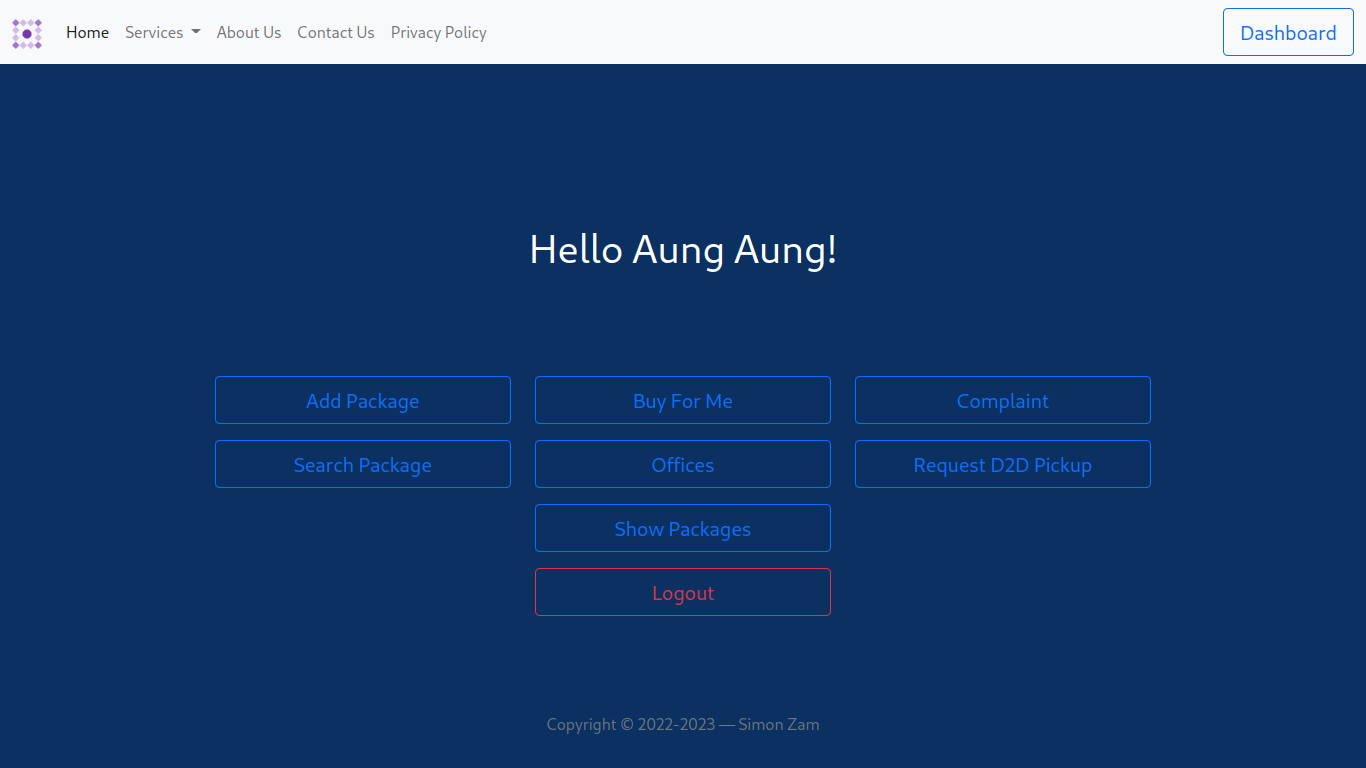 Home Services About Us Contact Us Privacy Policy Dashboard
Hello Aung Aung!
Add Package Buy For Me Complaint
Search Package Offices Request D2D Pickup
Show Packages
Logout
Copyright © 2022-2023 — Simon Zam